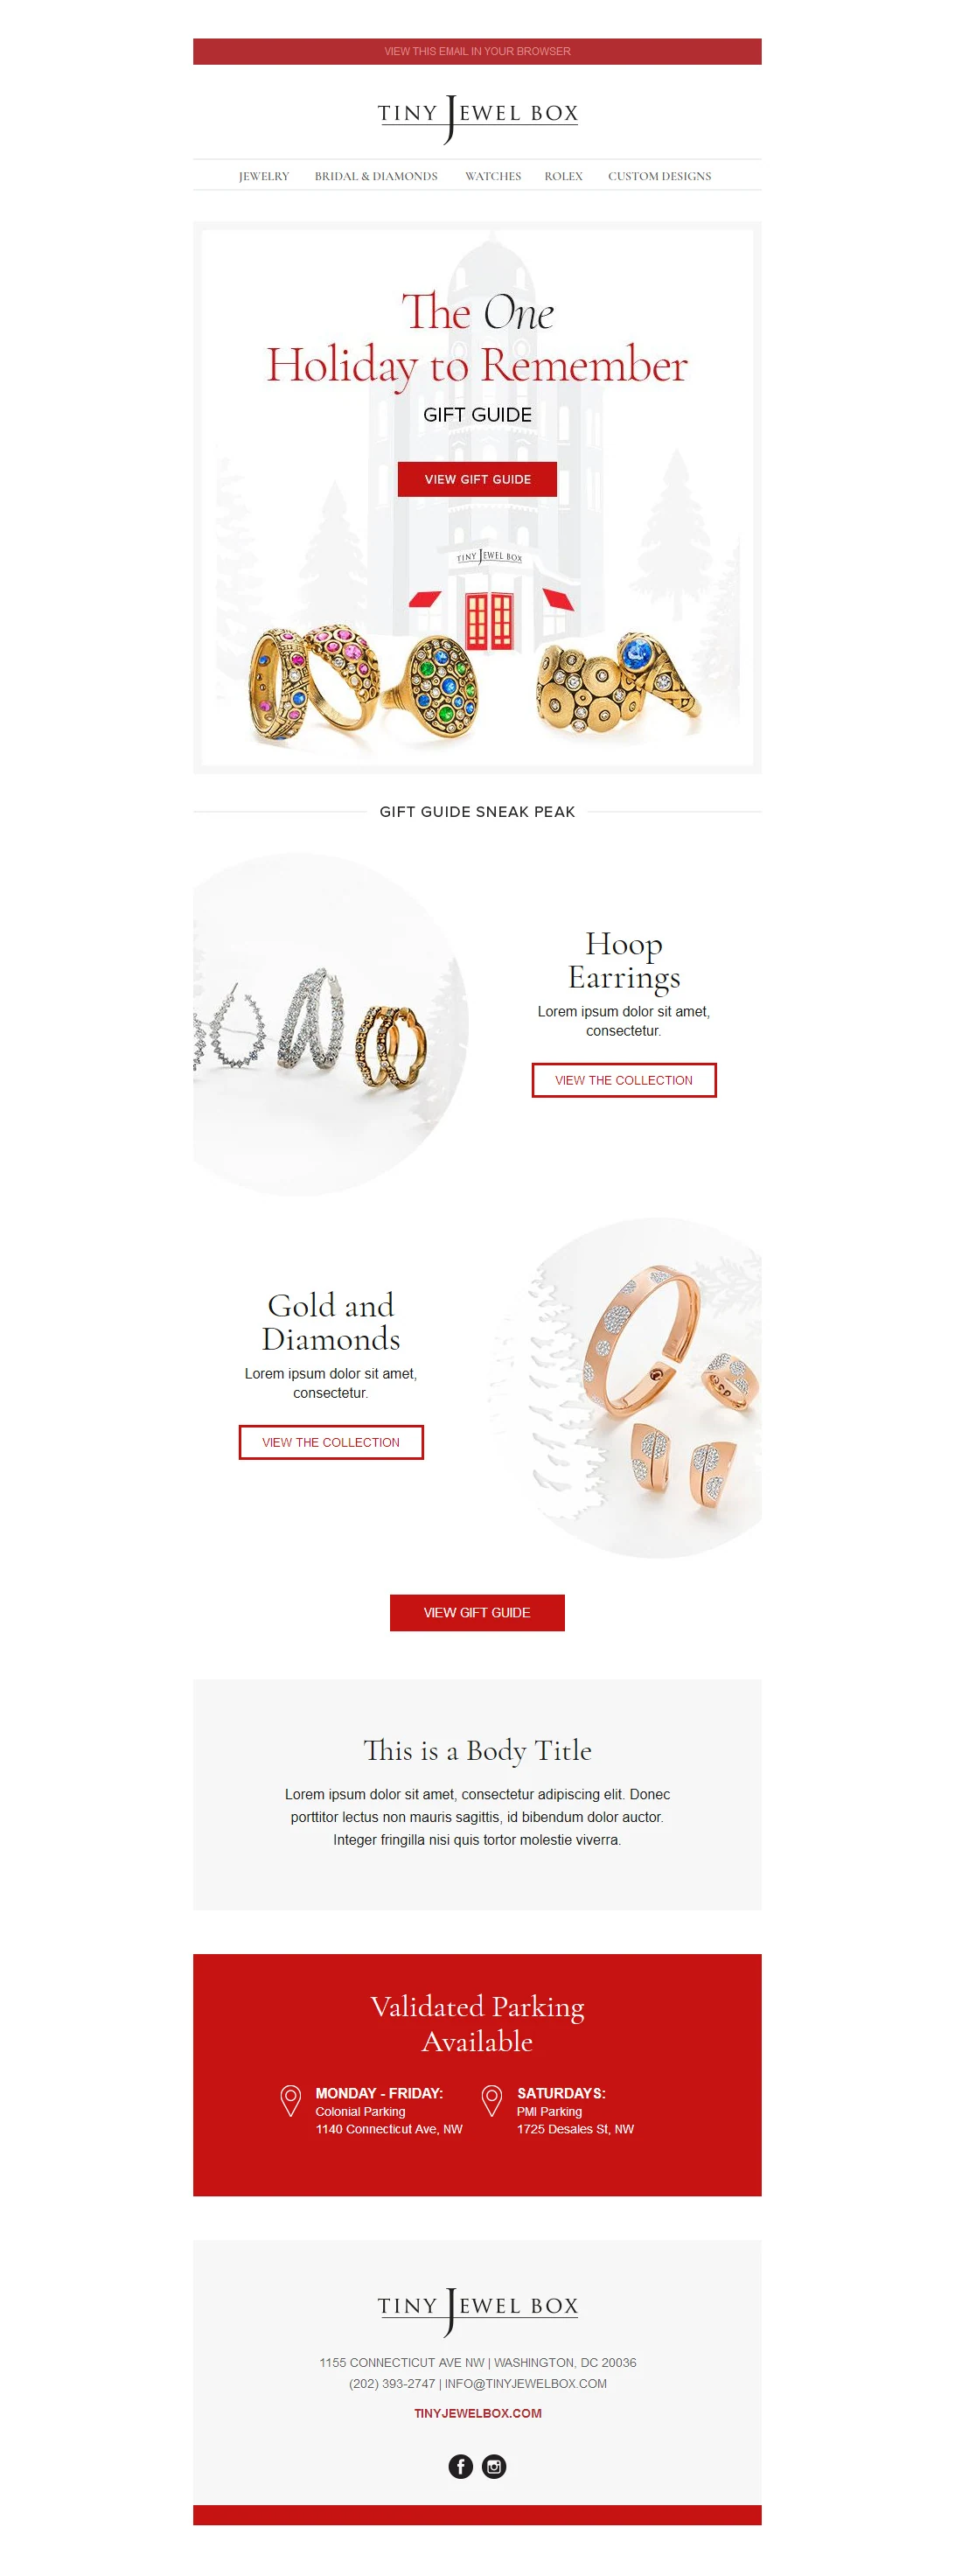 VIEW THIS EMAIL IN YOUR BROWSER
TINY JEWEL BOX
JEWELRY BRIDAL & DIAMONDS WATCHES ROLEX CUSTOM DESIGNS
The One
Holiday to Remember
GIFT GUIDE
VIEW GIFT GUIDE
TINY JEWEL BOX
GIFT GUIDE SNEAK PEAK
Hoop
Earrings
Lorem ipsum dolor sit amet,
consectetur.
VIEW THE COLLECTION
Gold and
Diamonds
Lorem ipsum dolor sit amet,
consectetur.
VIEW THE COLLECTION
VIEW GIFT GUIDE
This is a Body Title
Lorem ipsum dolor sit amet, consectetur adipiscing elit. Donec
porttitor lectus non mauris sagittis, id bibendum dolor auctor.
Integer fringilla nisi quis tortor molestie viverra.
Validated Parking
Available
MONDAY - FRIDAY:
Colonial Parking
1140 Connecticut Ave, NW
SATURDAYS:
PMI Parking
1725 Desales St, NW
TINY JEWEL BOX
1155 CONNECTICUT AVE NW | WASHINGTON, DC 20036
(202) 393-2747 | INFO@TINYJEWELBOX.COM
TINYJEWELBOX.COM